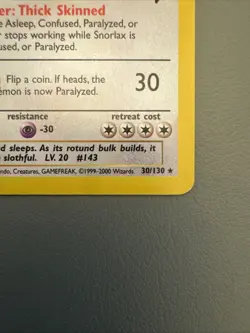 er: Thick Skinned
e Asleep, Confused, Paralyzed, or
r stops working while Snorlax is
used, or Paralyzed.
Flip a coin. If heads, the
émon is now Paralyzed.
30
resistance
retreat cost
-30
d sleeps. As its rotund bulk builds, it
slothful. LV. 20 #143
ndo, Creatures, GAMEFREAK. ©1999-2000 Wizards. 30/130 ★